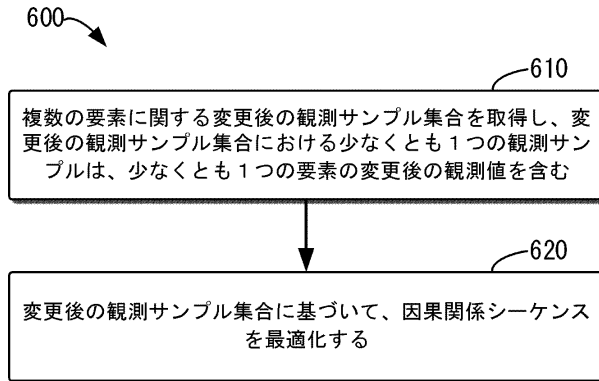 600
610
複数の要素に関する変更後の観測サンプル集合を取得し、変
更後の観測サンプル集合における少なくとも1つの観測サン
プルは、少なくとも1つの要素の変更後の観測値を含む
620
変更後の観測サンプル集合に基づいて、因果関係シーケンス
を最適化する